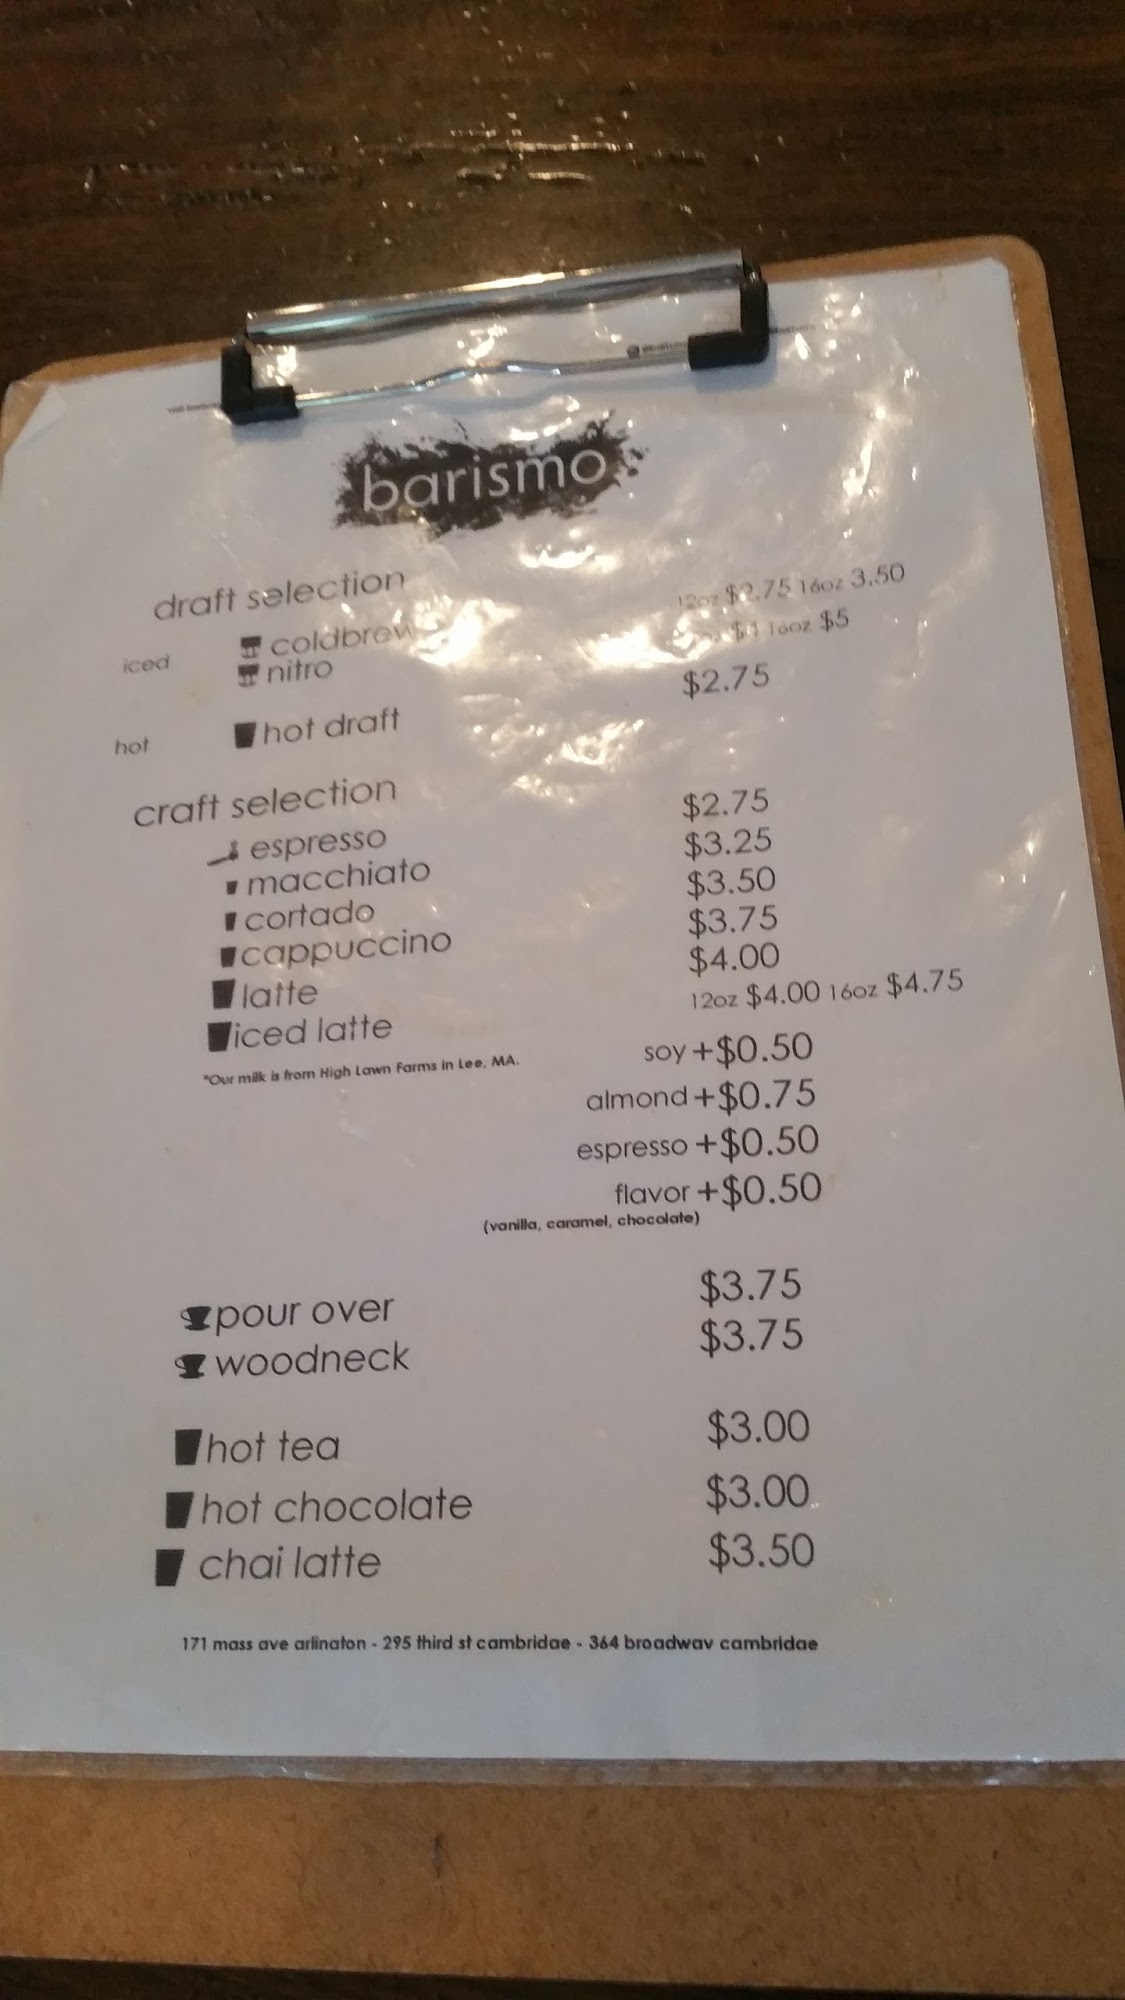 barismo
draft selection
iced coldbrew 12oz $2.75 16oz 3.50
nitro $4 16oz $5
hot hot draft $2.75
craft selection
espresso $2.75
macchiato $3.25
cortado $3.50
cappuccino $3.75
latte $4.00
iced latte 12oz $4.00 16oz $4.75
*Our milk is from High Lawn Farms in Lee, MA.
soy +$0.50
almond +$0.75
espresso +$0.50
flavor +$0.50
(vanilla, caramel, chocolate)
pour over $3.75
woodneck $3.75
hot tea $3.00
hot chocolate $3.00
chai latte $3.50
171 mass ave arlington - 295 third st cambridge - 364 broadway cambridge